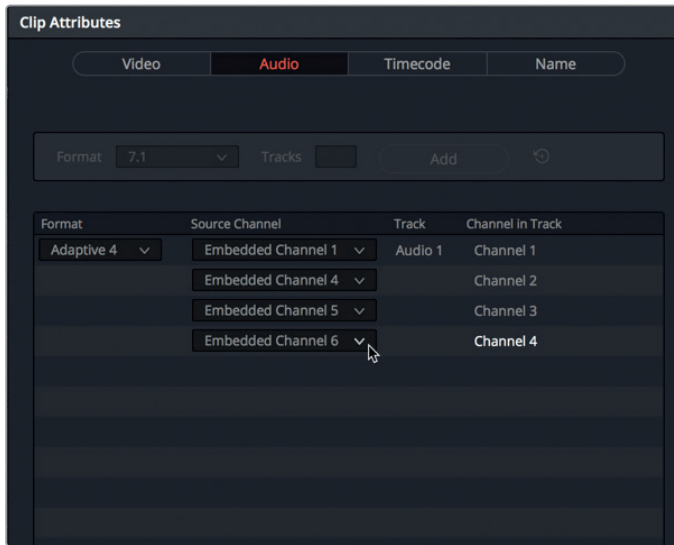 Clip Attributes
Video Audio Timecode Name
Format 7.1 Tracks Add
Format Source Channel Track Channel in Track
Adaptive 4 Embedded Channel 1 Audio 1 Channel 1
Embedded Channel 4 Channel 2
Embedded Channel 5 Channel 3
Embedded Channel 6 Channel 4